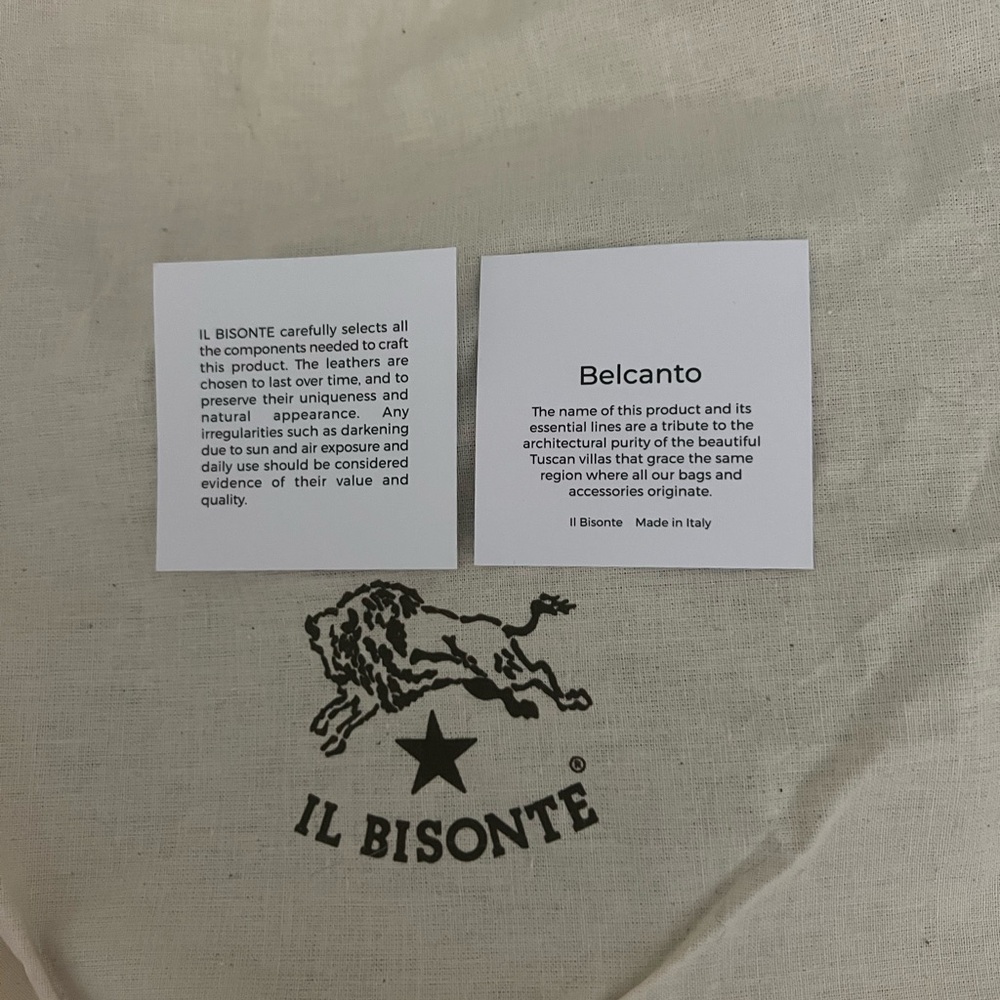 IL BISONTE carefully selects all
the components needed to craft
this product. The leathers are
chosen to last over time, and to
preserve their uniqueness and
natural appearance. Any
irregularities such as darkening
due to sun and air exposure and
daily use should be considered
evidence of their value and
quality.
Belcanto
The name of this product and its
essential lines are a tribute to the
architectural purity of the beautiful
Tuscan villas that grace the same
region where all our bags and
accessories originate.
Il Bisonte Made in Italy
®
IL BISONTE